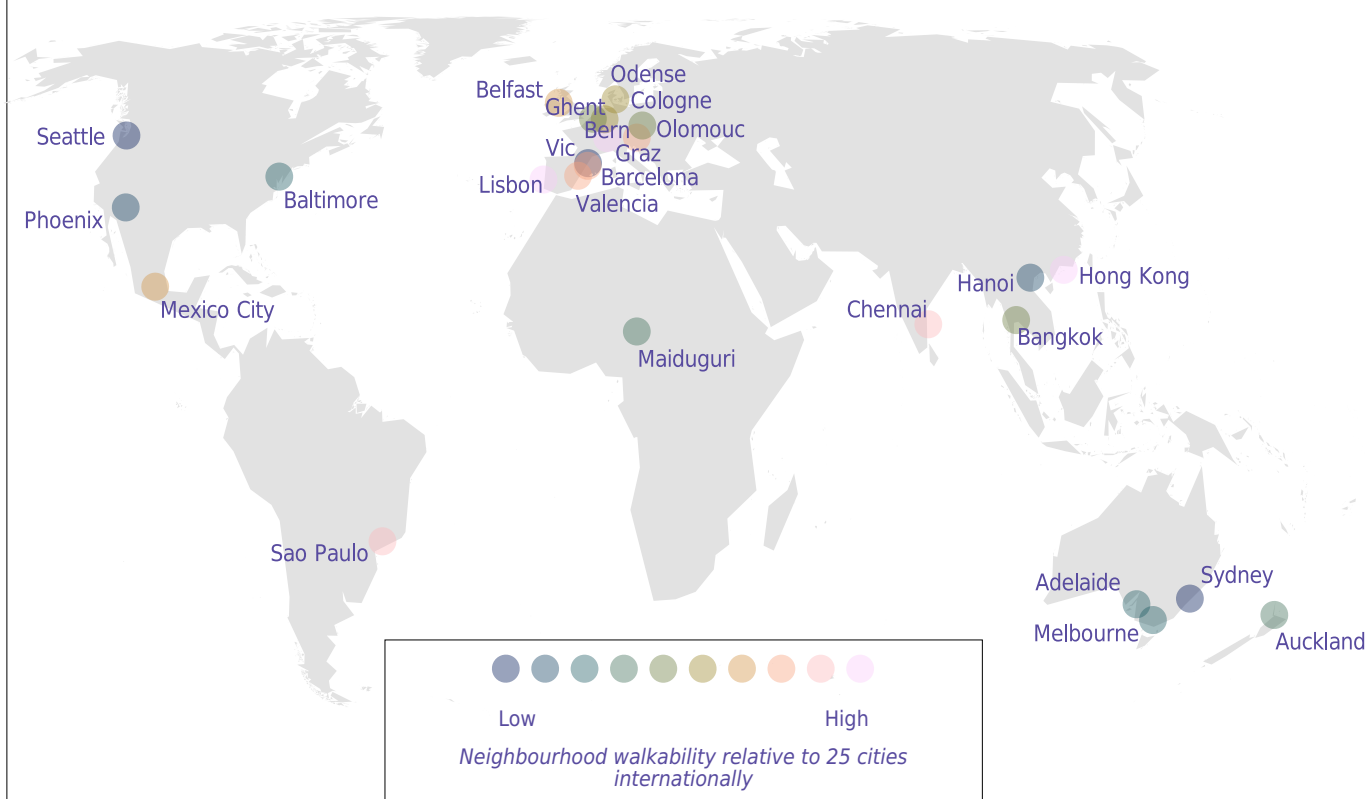 Odense
Belfast
Cologne
Ghent
Bern
Olomouc
Seattle
Vic
Graz
Barcelona
Lisbon
Baltimore
Valencia
Phoenix
Hong Kong
Hanoi
Mexico City
Chennai
Bangkok
Maiduguri
Sao Paulo
Sydney
Adelaide
Melbourne
Auckland
Low
High
Neighbourhood walkability relative to 25 cities
internationally